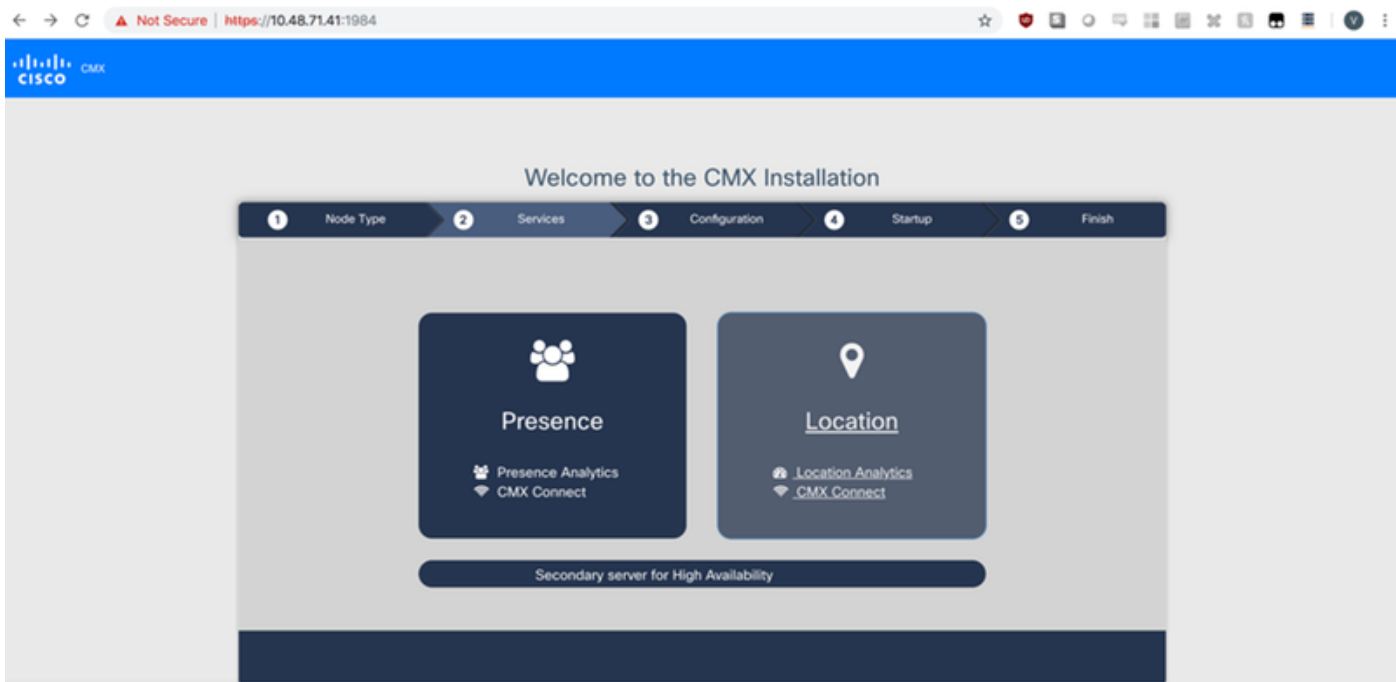 Not Secure | https://10.48.71.41:1984
V
CISCO CMX
Welcome to the CMX Installation
1 Node Type 2 Services 3 Configuration 4 Startup 5 Finish
Presence
Presence Analytics
CMX Connect
Location
Location Analytics
CMX Connect
Secondary server for High Availability